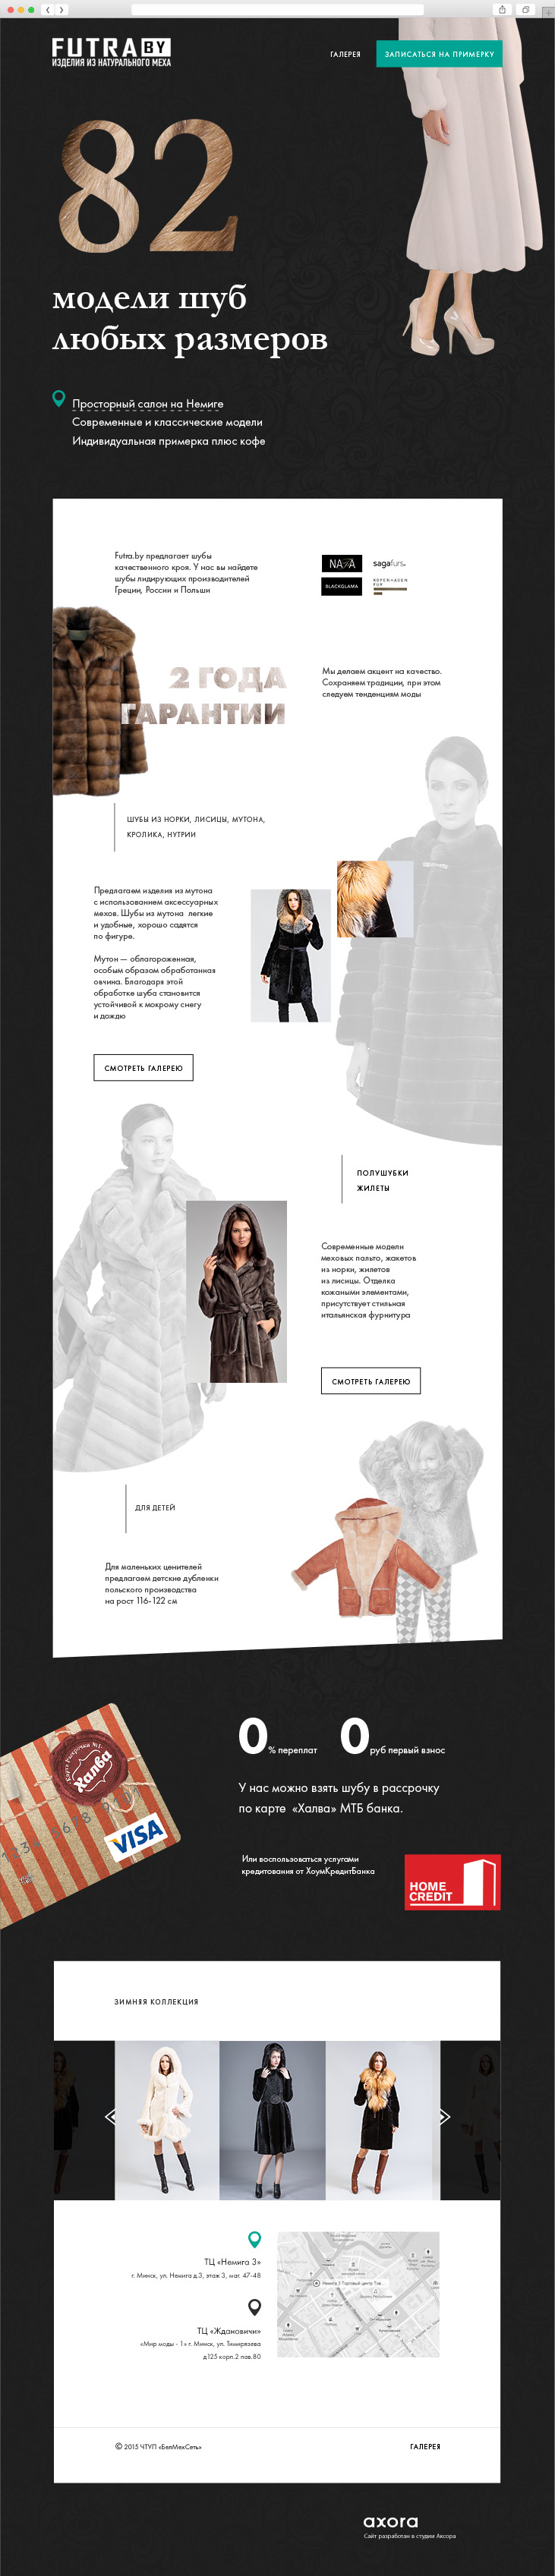 FUTRA BY
ИЗДЕЛИЯ ИЗ НАТУРАЛЬНОГО МЕХА
ГАЛЕРЕЯ
ЗАПИСАТЬСЯ НА ПРИМЕРКУ
82
модели шуб
любых размеров
Просторный салон на Немиге
Современные и классические модели
Индивидуальная примерка плюс кофе
Futra.by предлагает шубы
качественного кроя. У нас вы найдете
шубы лидирующих производителей
Греции, России и Польши
NAFA
sagafurs
BLACKGLAMA
KOPENHAGEN
FUR
2 ГОДА
ГАРАНТИИ
Мы делаем акцент на качество.
Сохраняем традиции, при этом
следуем тенденциям моды
ШУБЫ ИЗ НОРКИ, ЛИСИЦЫ, МУТОНА,
КРОЛИКА, НУТРИИ
Предлагаем изделия из мутона
с использованием аксессуарных
мехов. Шубы из мутона легкие
и удобные, хорошо садятся
по фигуре.
Мутон — облагороженная,
особым образом обработанная
овчина. Благодаря этой
обработке шуба становится
устойчивой к мокрому снегу
и дождю
СМОТРЕТЬ ГАЛЕРЕЮ
ПОЛУШУБКИ
ЖИЛЕТЫ
Современные модели
меховых пальто, жакетов
из норки, жилетов
из лисицы. Отделка
кожаными элементами,
присутствует стильная
итальянская фурнитура
СМОТРЕТЬ ГАЛЕРЕЮ
ДЛЯ ДЕТЕЙ
Для маленьких ценителей
предлагаем детские дубленки
польского производства
на рост 116-122 см
Халва
VISA
0 % переплат
0 руб первый взнос
У нас можно взять шубу в рассрочку
по карте «Халва» МТБ банка.
Или воспользоваться услугами
кредитования от ХоумКредитБанка
HOME
CREDIT
ЗИМНЯЯ КОЛЛЕКЦИЯ
ТЦ «Немига 3»
г. Минск, ул. Немига д.3, этаж 3, маг. 47-48
ТЦ «Ждановичи»
«Мир моды - 1» г. Минск, ул. Тимирязева
д125 корп.2 пав.80
Немига 3 Торговый центр Тов...
© 2015 ЧТУП «БелМехСеть»
ГАЛЕРЕЯ
axora
Сайт разработан в студии Аксора